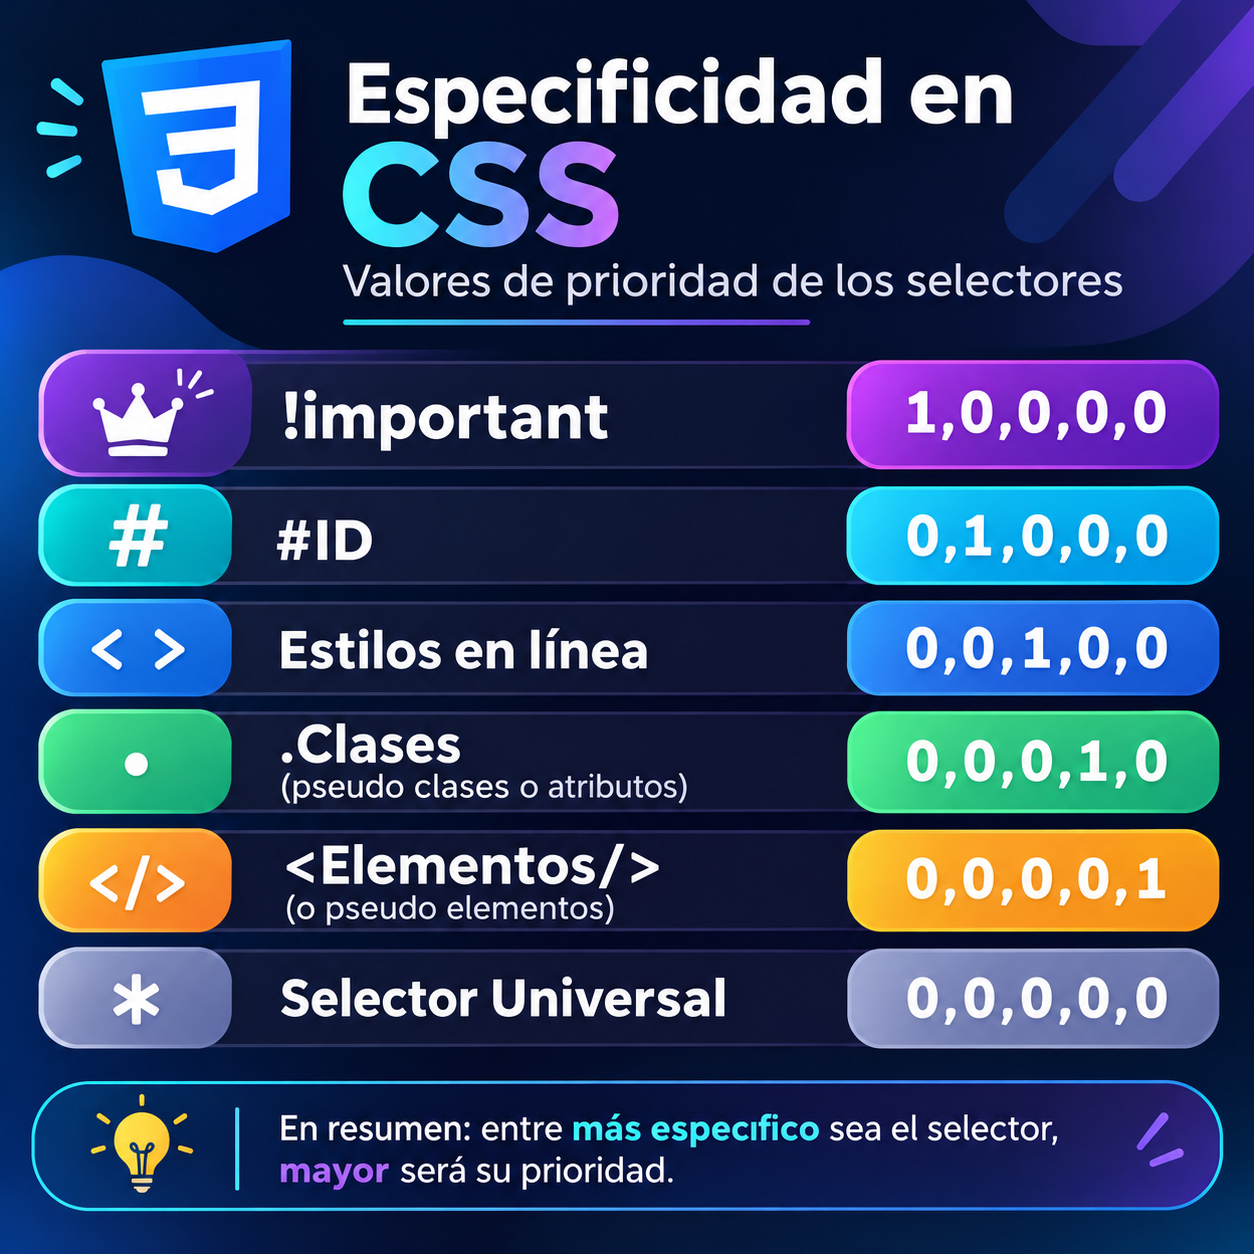 Especificidad en
CSS
Valores de prioridad de los selectores
!important
1,0,0,0,0
#
#ID
0,1,0,0,0
< >
Estilos en línea
0,0,1,0,0
.Clases
(pseudo clases o atributos)
0,0,0,1,0
</>
<Elementos/>
(o pseudo elementos)
0,0,0,0,1
*
Selector Universal
0,0,0,0,0
En resumen: entre más especıfico sea el selector,
mayor será su prioridad.